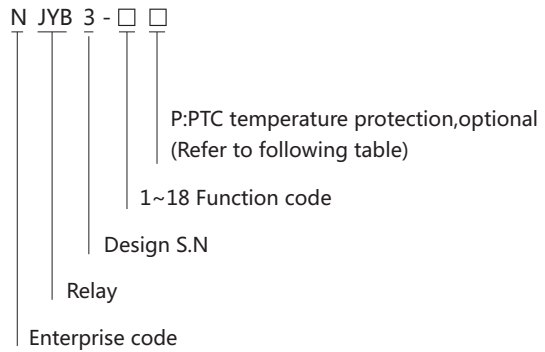 N JYB 3 - □ □
P:PTC temperature protection,optional
(Refer to following table)
1~18 Function code
Design S.N
Relay
Enterprise code